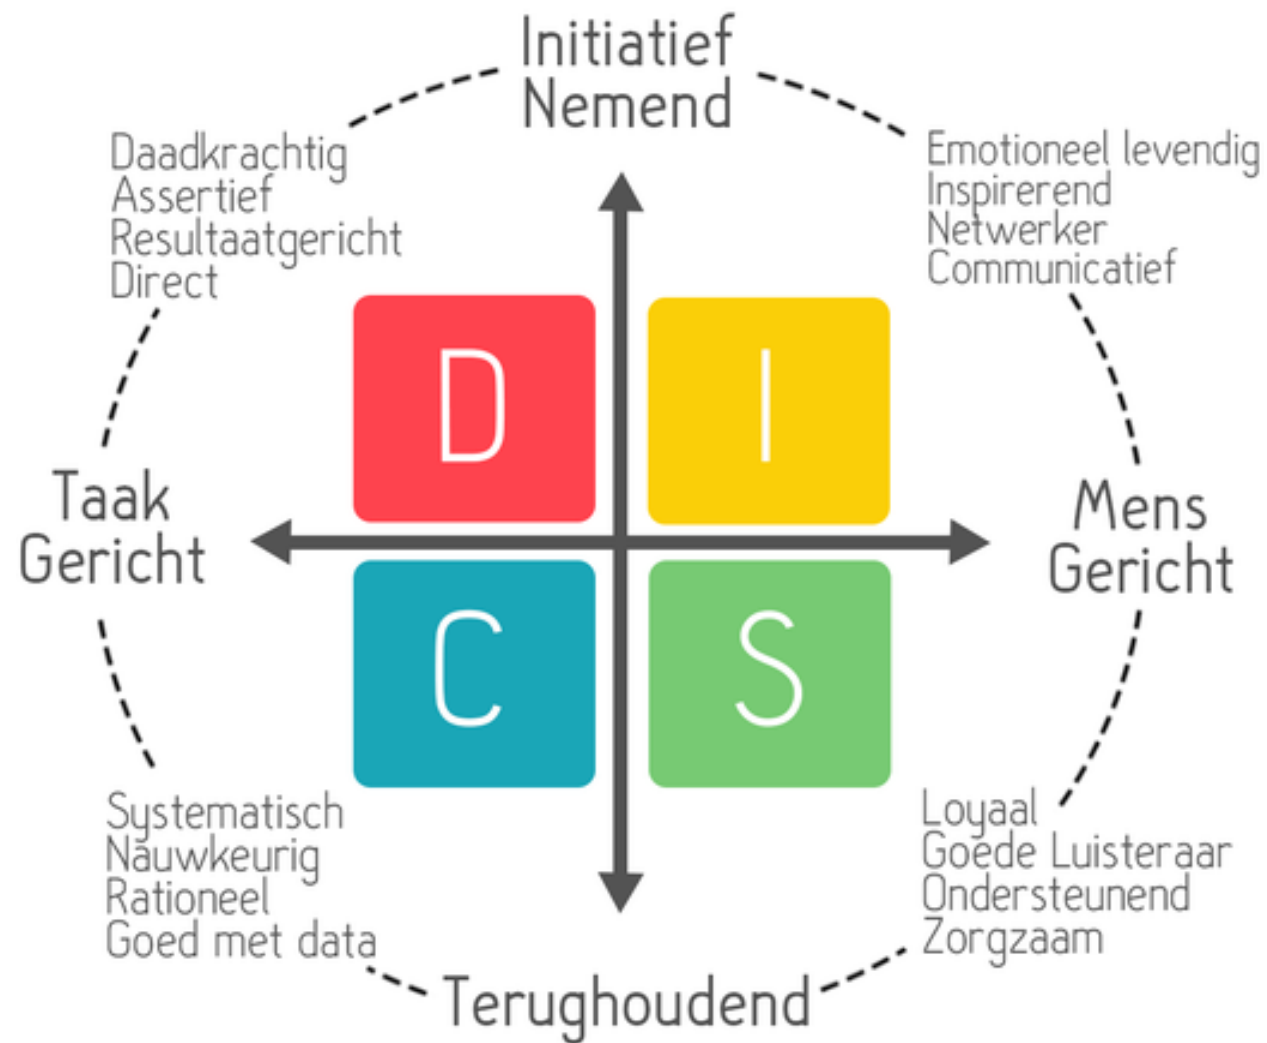 Initiatief
Nemend
Daadkrachtig
Assertief
Resultaatgericht
Direct
Emotioneel levendig
Inspirerend
Netwerker
Communicatief
D
I
Taak
Gericht
Mens
Gericht
C
S
Systematisch
Nauwkeurig
Rationeel
Goed met data
Loyaal
Goede Luisteraar
Ondersteunend
Zorgzaam
Terughoudend